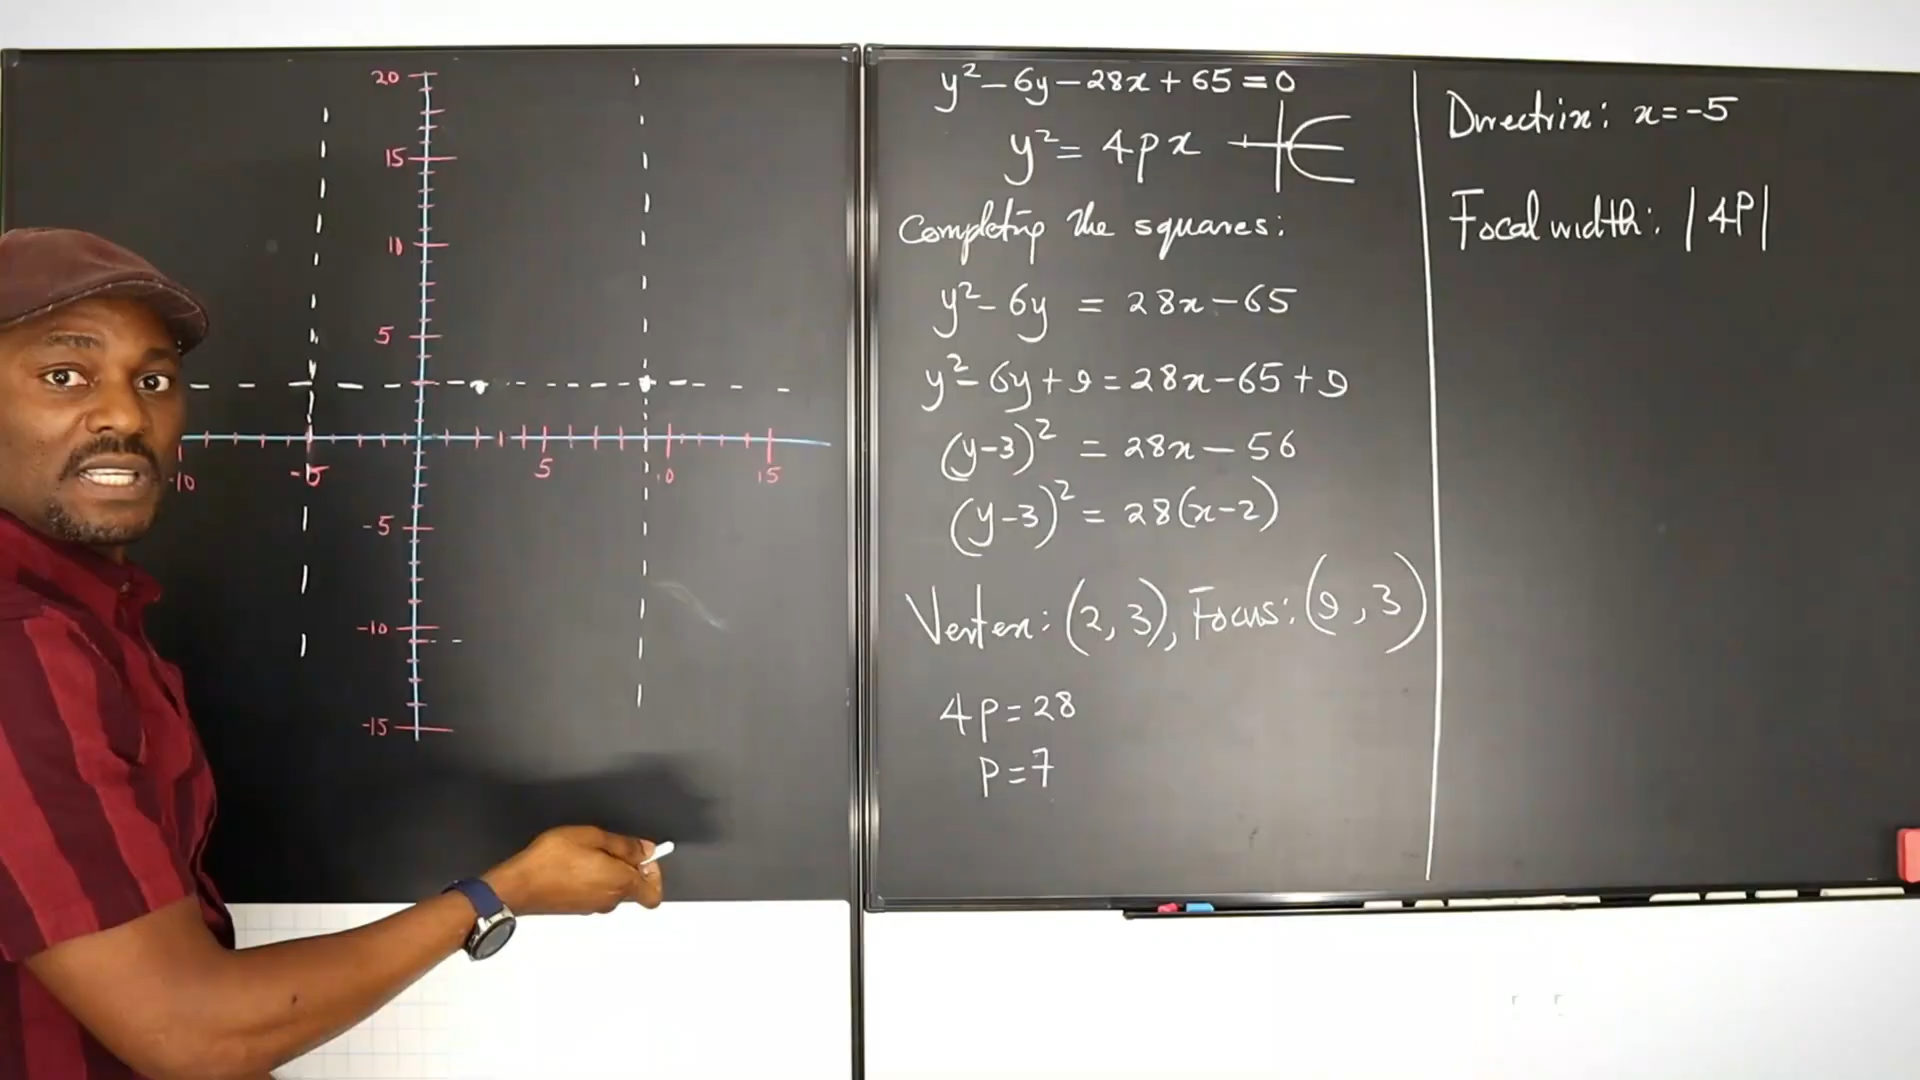 20
15
10
5
-10 -5 5 10 15
-5
-10
-15
y² - 6y - 28x + 65 = 0
y² = 4px
Completing the squares:
y² - 6y = 28x - 65
y² - 6y + 9 = 28x - 65 + 9
(y-3)² = 28x - 56
(y-3)² = 28(x-2)
Vertex: (2, 3), Focus: (9, 3)
4p = 28
p = 7
Directrix: x = -5
Focal width: |4P|